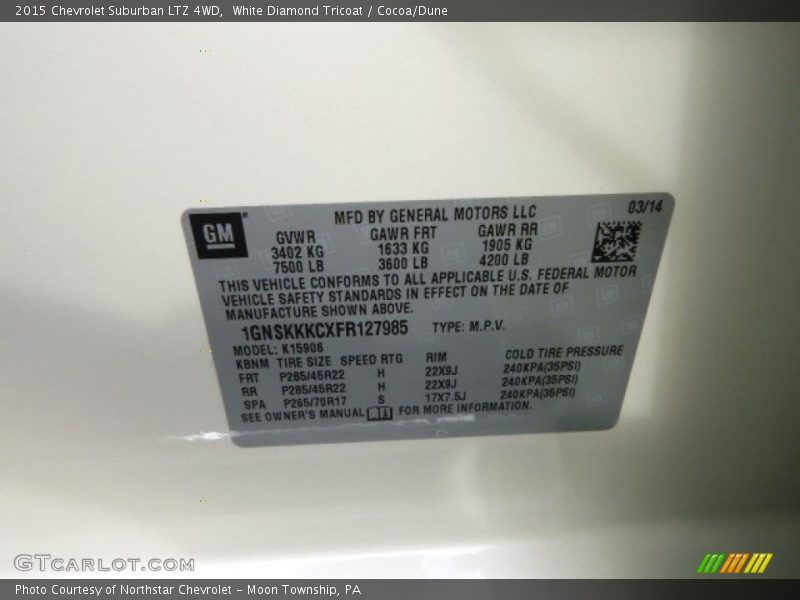 2015 Chevrolet Suburban LTZ 4WD, White Diamond Tricoat / Cocoa/Dune
GM
MFD BY GENERAL MOTORS LLC 03/14
GVWR GAWR FRT GAWR RR
3402 KG 1633 KG 1905 KG
7500 LB 3600 LB 4200 LB
THIS VEHICLE CONFORMS TO ALL APPLICABLE U.S. FEDERAL MOTOR
VEHICLE SAFETY STANDARDS IN EFFECT ON THE DATE OF
MANUFACTURE SHOWN ABOVE.
1GNSKKKCXFR127985 TYPE: M.P.V.
MODEL: K15906
KBNM TIRE SIZE SPEED RTG RIM COLD TIRE PRESSURE
FRT P285/45R22 H 22X9J 240KPA(35PSI)
RR P285/45R22 H 22X9J 240KPA(35PSI)
SPA P265/70R17 S 17X7.5J 240KPA(35PSI)
SEE OWNER'S MANUAL FOR MORE INFORMATION.
GTcarlot.com
Photo Courtesy of Northstar Chevrolet - Moon Township, PA